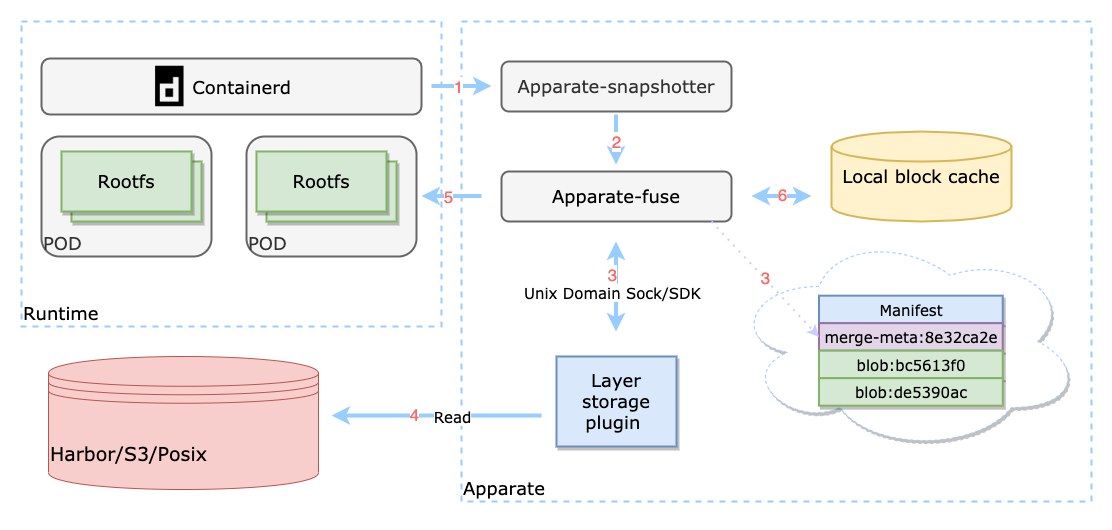 Containerd
1
Apparate-snapshotter
2
Rootfs
POD
Rootfs
POD
5
Apparate-fuse
6
Local block cache
3
Unix Domain Sock/SDK
3
Manifest
merge-meta:8e32ca2e
blob:bc5613f0
blob:de5390ac
Runtime
Layer
storage
plugin
4
Read
Harbor/S3/Posix
Apparate